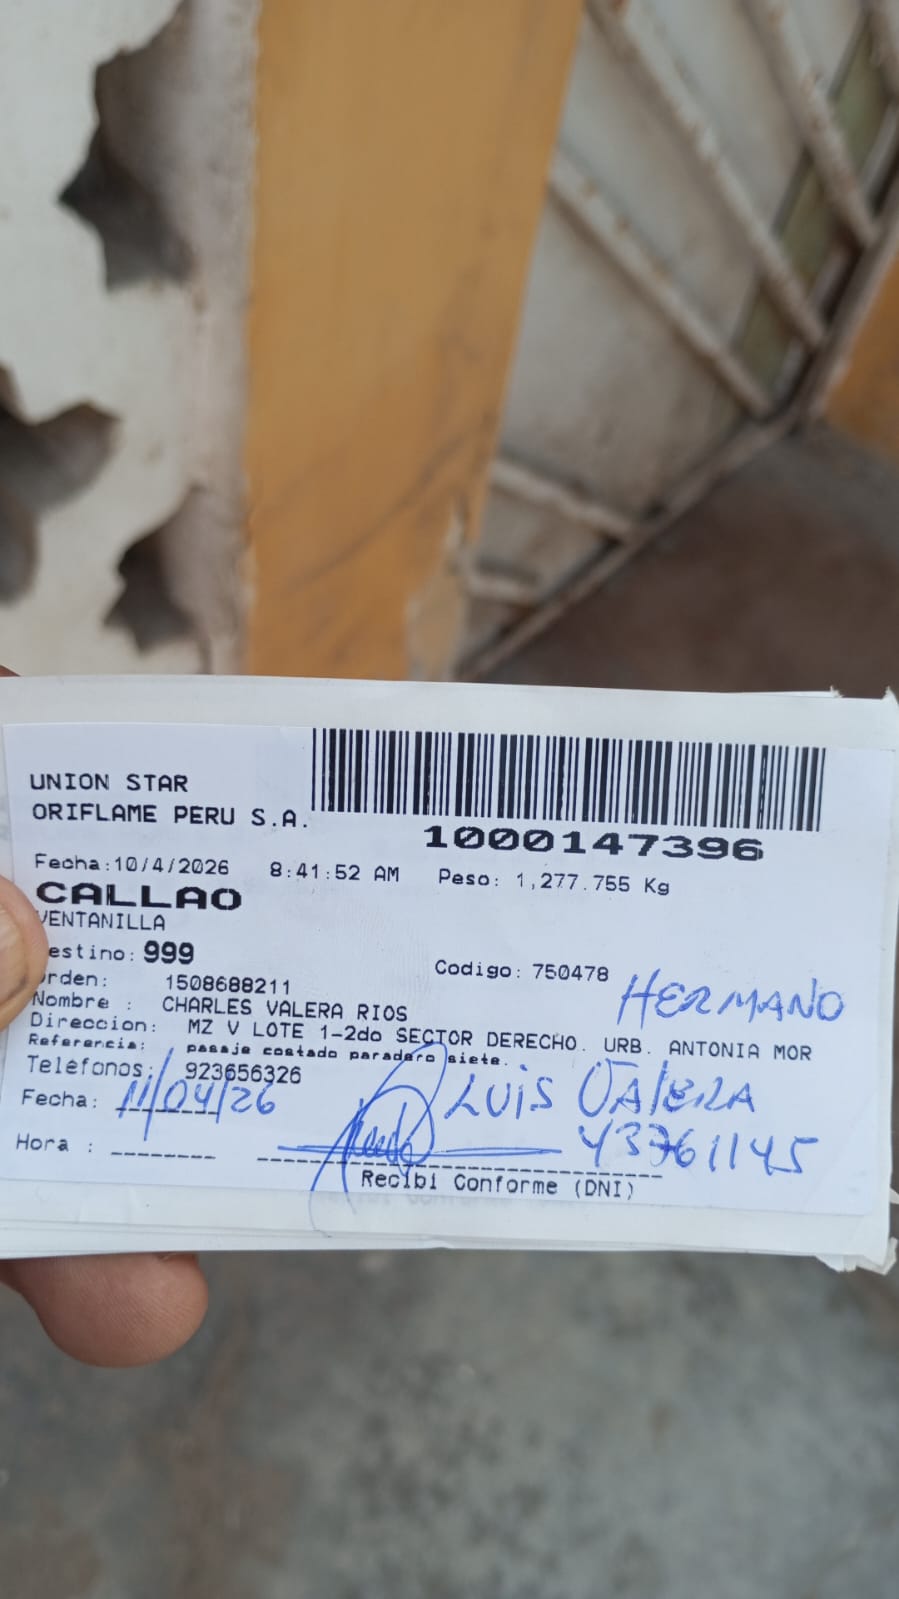 UNION STAR
ORIFLAME PERU S.A.
1000147396
Fecha:10/4/2026 8:41:52 AM Peso: 1,277.755 Kg
CALLAO
VENTANILLA
estino: 999
Codigo: 750478
rden: 1508688211
HERMANO
Nombre : CHARLES VALERA RIOS
Direccion: MZ V LOTE 1-2do SECTOR DERECHO. URB. ANTONIA MOR
Referencia: pasaje costado paradero siete.
Teléfonos: 923656326
LUIS VALERA
Fecha: 11/04/26
43761145
Hora :
Recibi Conforme (DNI)